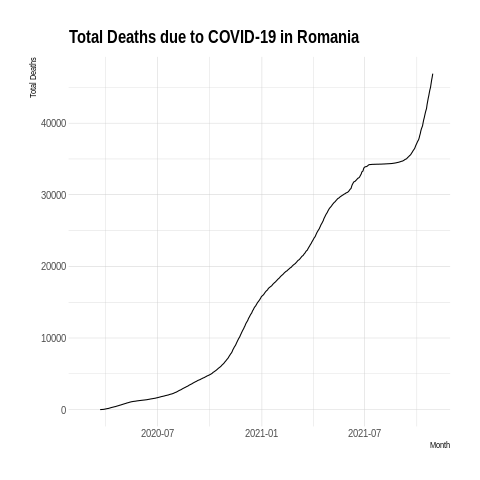 Total Deaths due to COVID-19 in Romania
Total Deaths
40000
30000
20000
10000
0
2020-07 2021-01 2021-07
Month